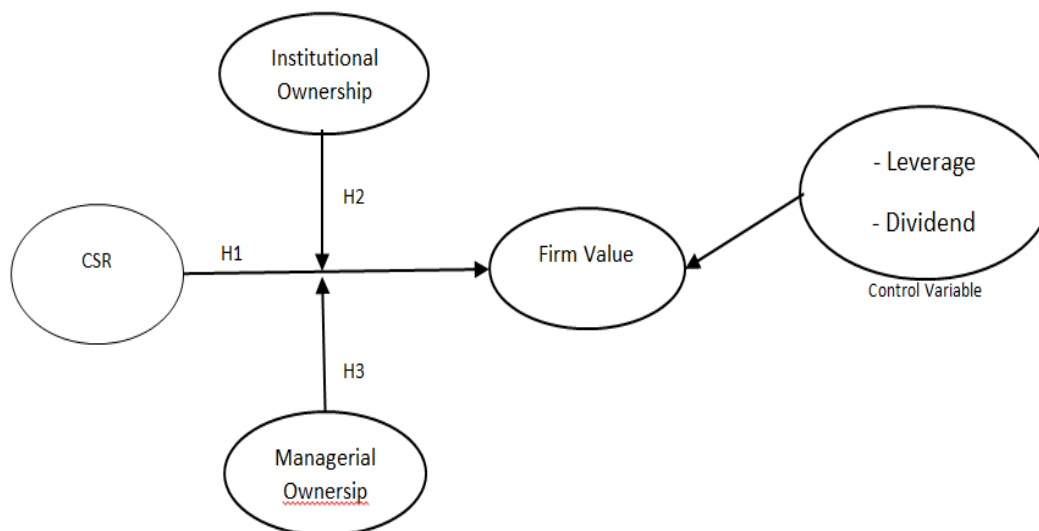 Institutional
Ownership
H2
CSR
H1
Firm Value
- Leverage
- Dividend
Control Variable
H3
Managerial
Ownersip